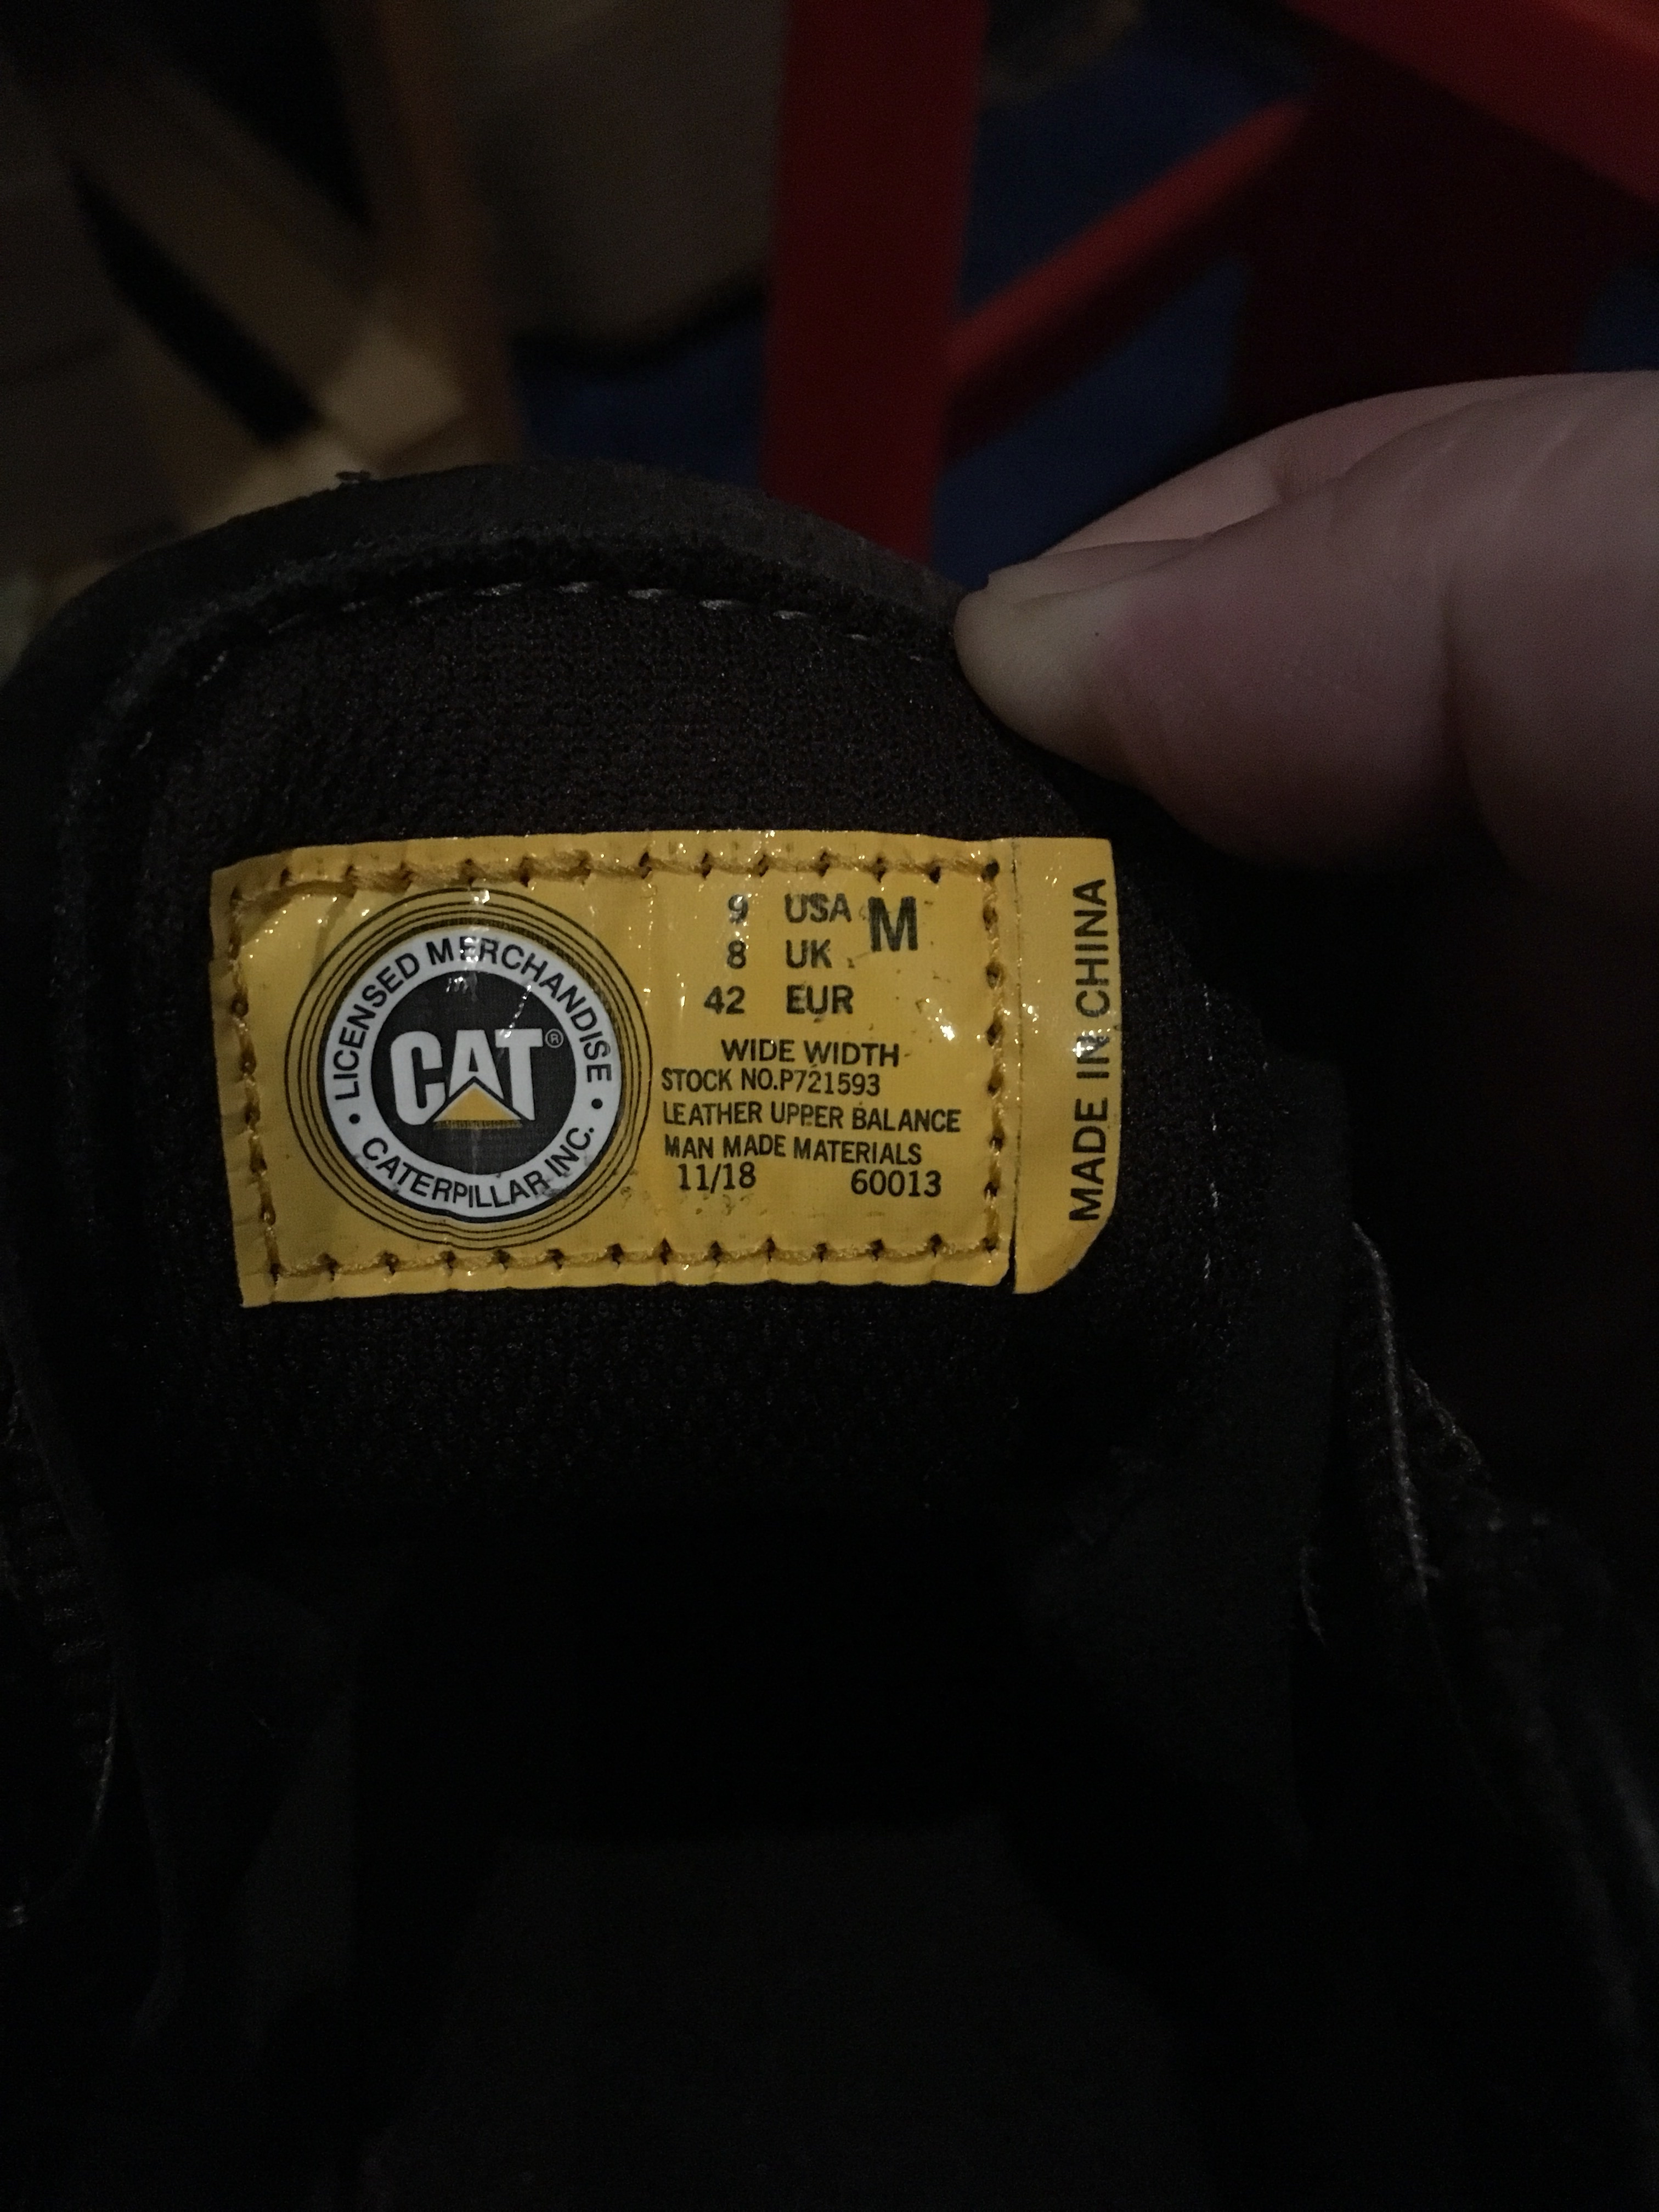 LICENSED MERCHANDISE
CAT®
• CATERPILLAR INC. •
9 USA M
8 UK
42 EUR
WIDE WIDTH
STOCK NO.P721593
LEATHER UPPER BALANCE
MAN MADE MATERIALS
11/18 60013
MADE IN CHINA